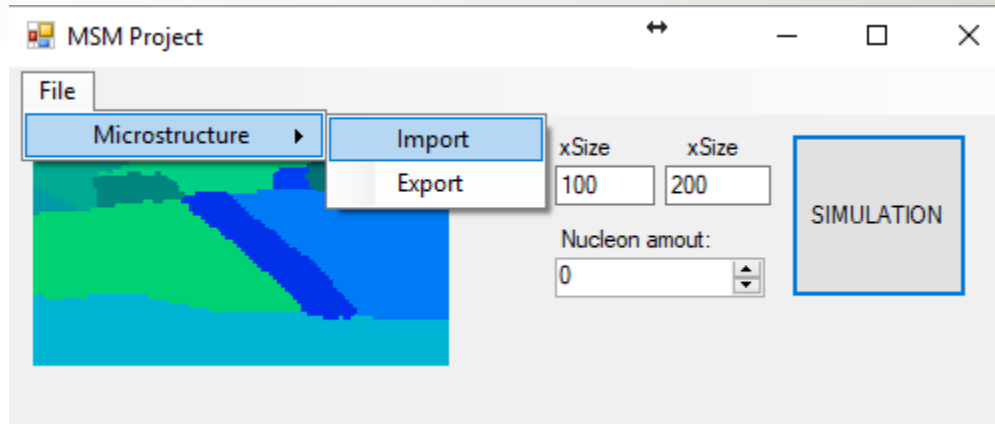 MSM Project
File
Microstructure
Import
Export
xSize xSize
100 200
Nucleon amout:
0
SIMULATION